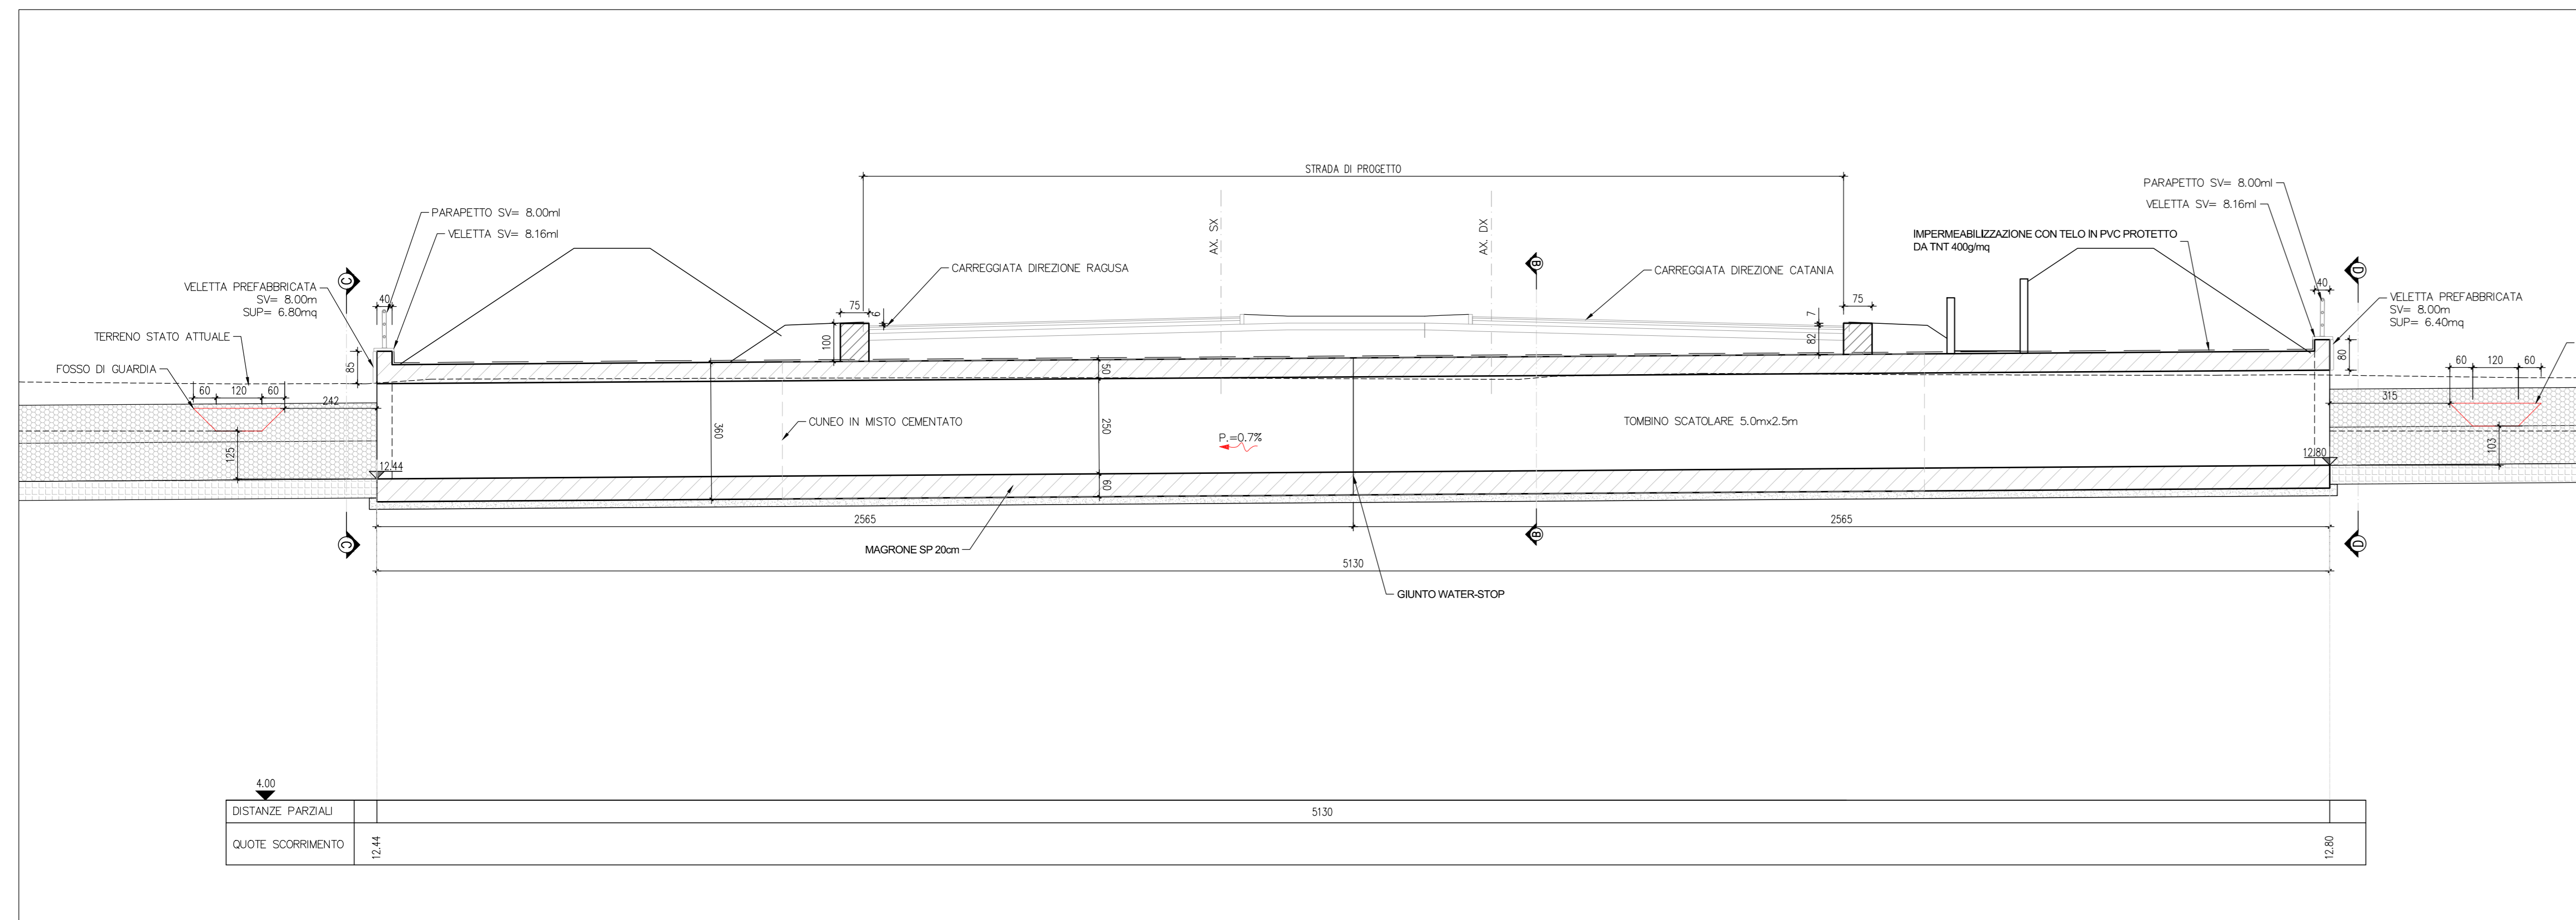 STRADA DI PROGETTO
PARAPETTO SV= 8.00ml
VELETTA SV= 8.16ml
PARAPETTO SV= 8.00ml
VELETTA SV= 8.16ml
AX. SX
AX. DX
IMPERMEABILIZZAZIONE CON TELO IN PVC PROTETTO
DA TNT 400g/mq
CARREGGIATA DIREZIONE RAGUSA
CARREGGIATA DIREZIONE CATANIA
B
C
D
VELETTA PREFABBRICATA
SV= 8.00m
SUP= 6.80mq
40
75
6
100
7
82
75
40
VELETTA PREFABBRICATA
SV= 8.00m
SUP= 6.40mq
TERRENO STATO ATTUALE
FOSSO DI GUARDIA
85
80
60
120
60
242
50
60
120
60
315
CUNEO IN MISTO CEMENTATO
360
250
P.=0.7%
TOMBINO SCATOLARE 5.0mx2.5m
125
12.44
12.80
103
60
2565
2565
C
B
D
MAGRONE SP 20cm
5130
GIUNTO WATER-STOP
4.00
DISTANZE PARZIALI
5130
QUOTE SCORRIMENTO
12.44
12.80